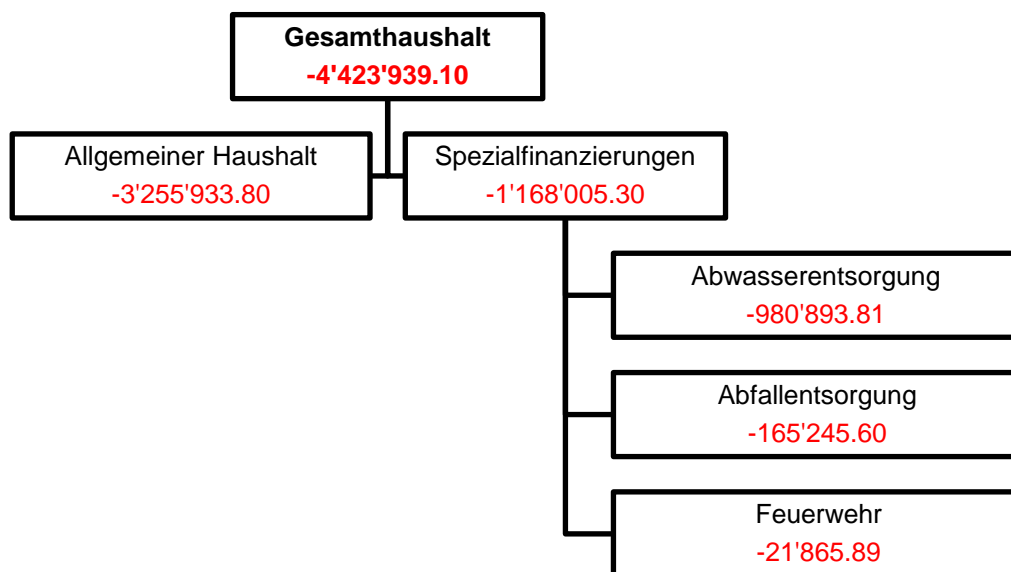 Gesamthaushalt
-4'423'939.10
Allgemeiner Haushalt
-3'255'933.80
Spezialfinanzierungen
-1'168'005.30
Abwasserentsorgung
-980'893.81
Abfallentsorgung
-165'245.60
Feuerwehr
-21'865.89